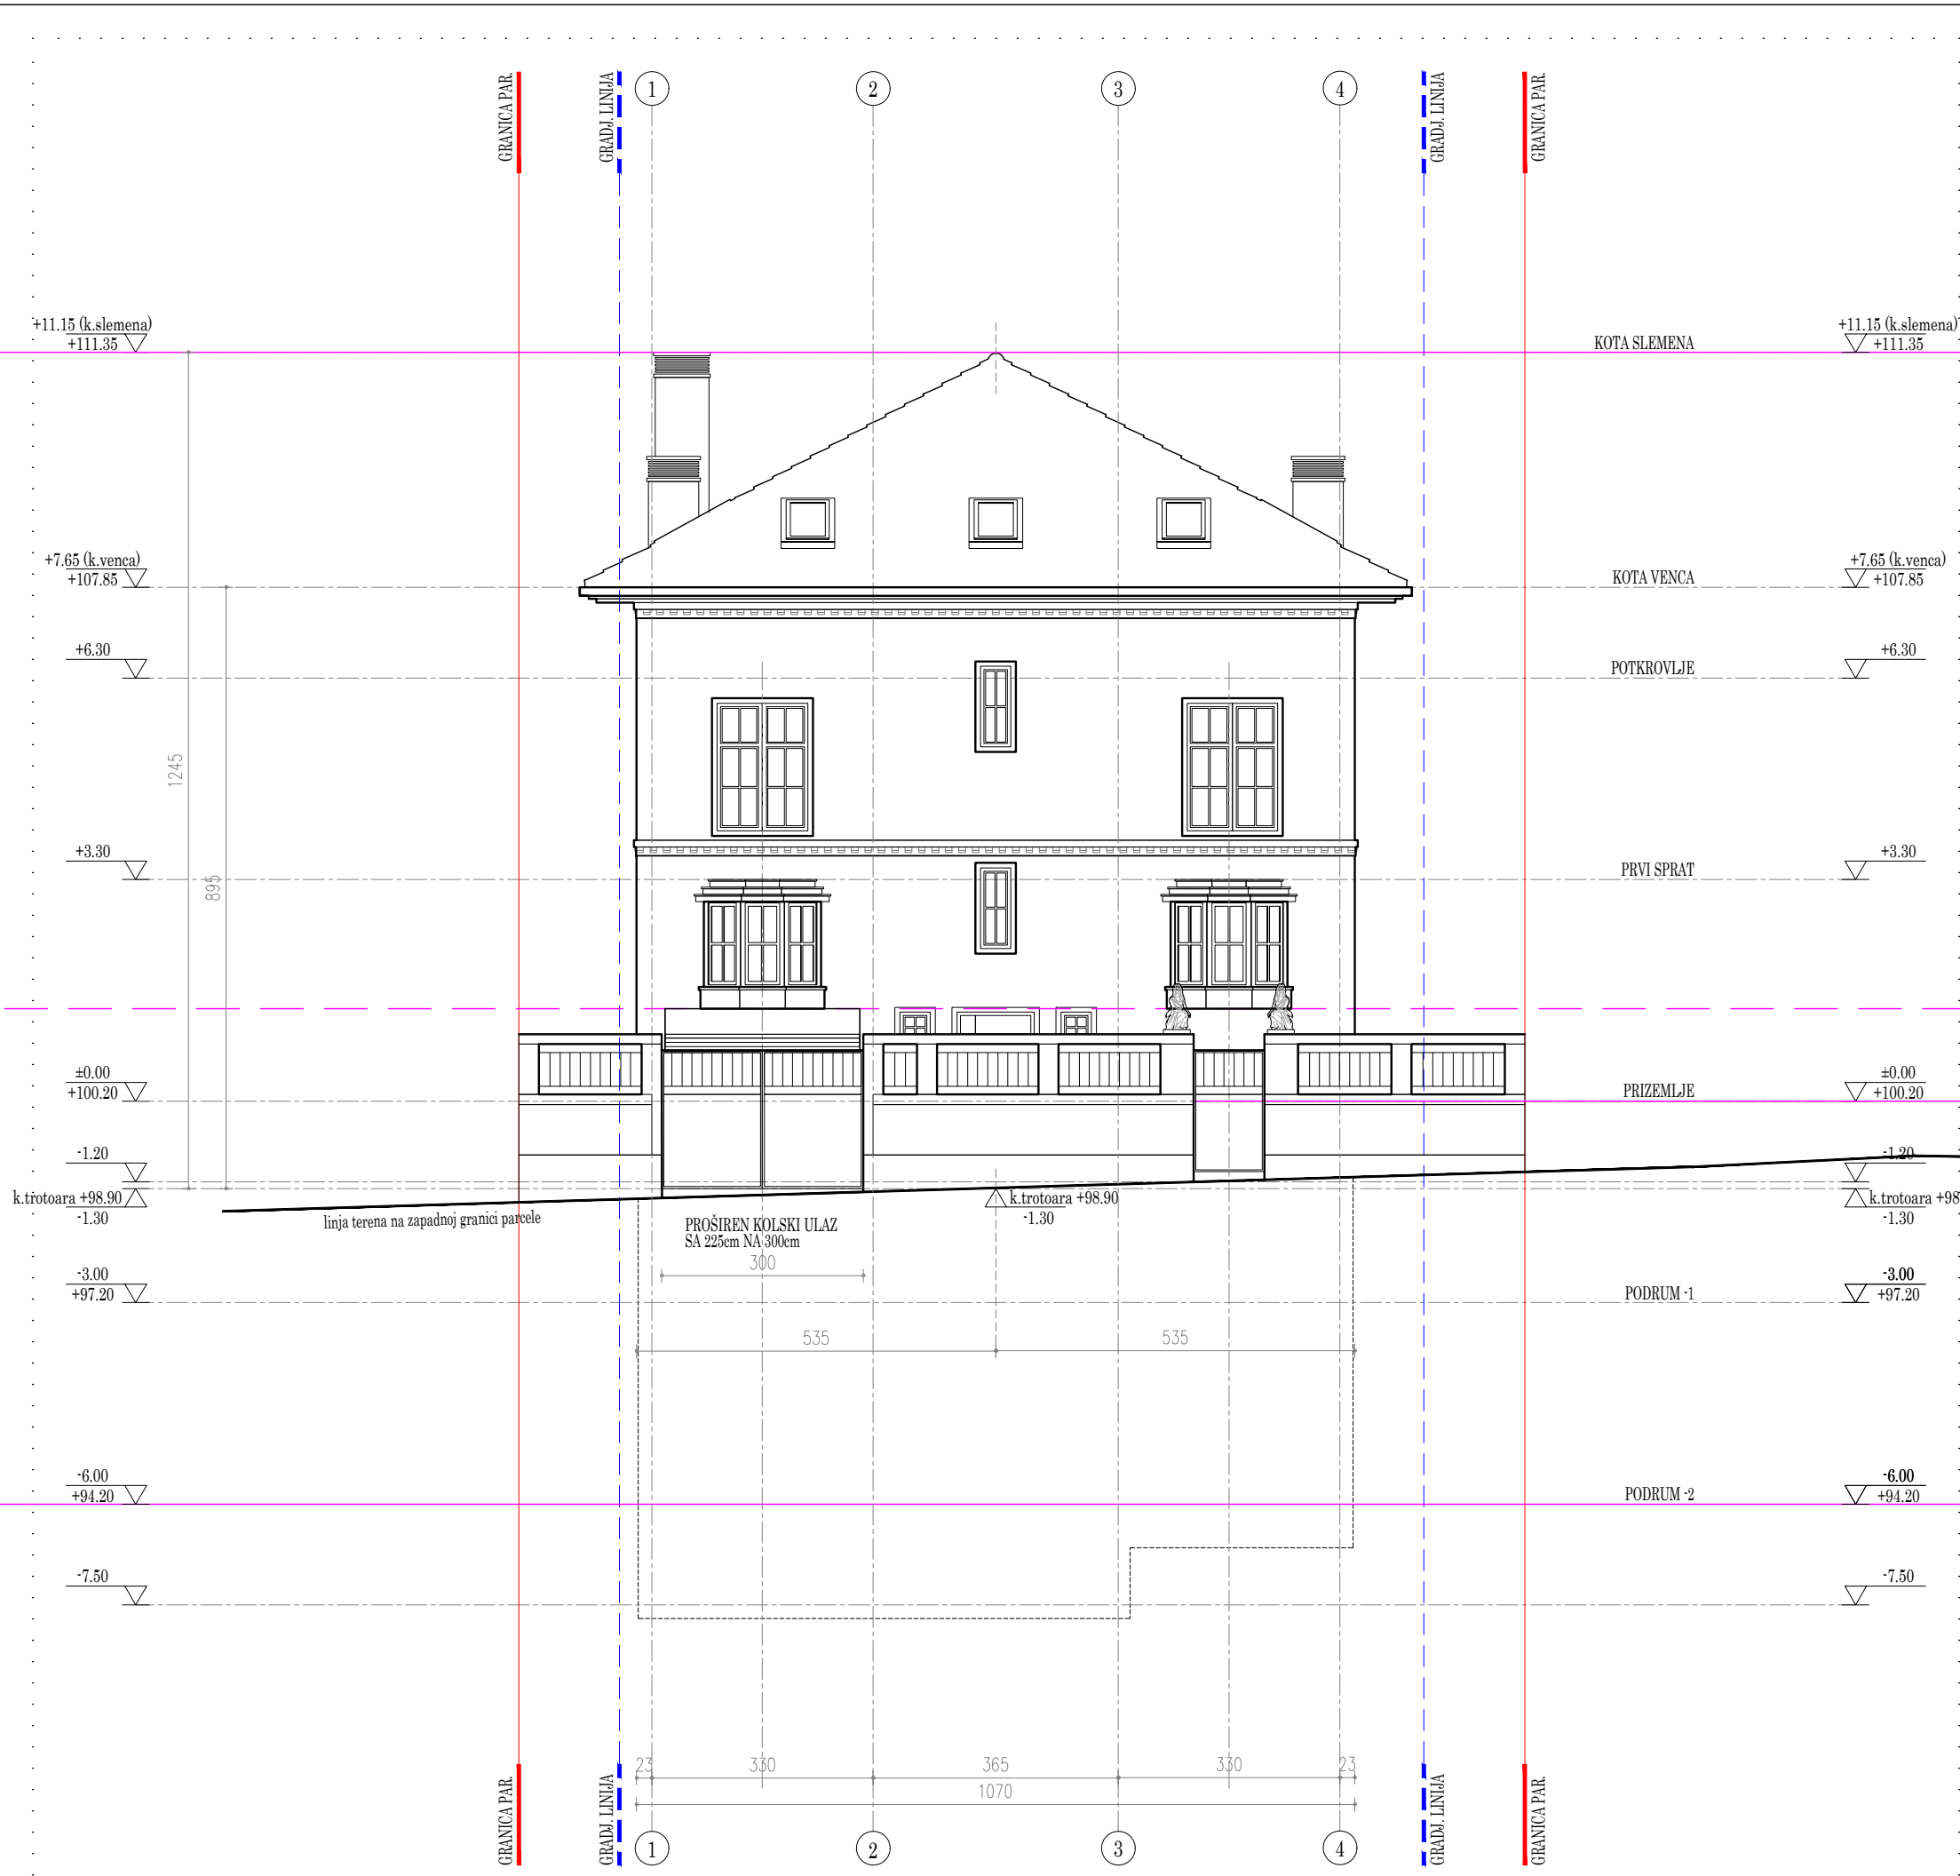 GRANICA PAR.
GRADJ. LINIJA
1
2
3
4
GRADJ. LINIJA
GRANICA PAR.
+11.15 (k.slemena)
+111.35
KOTA SLEMENA
+11.15 (k.slemena)
+111.35
+7.65 (k.venca)
+107.85
KOTA VENCA
+7.65 (k.venca)
+107.85
+6.30
POTKROVLJE
+6.30
1245
+3.30
895
PRVI SPRAT
+3.30
±0.00
+100.20
PRIZEMLJE
±0.00
+100.20
-1.20
-1.20
k.trotoara +98.90
-1.30
k.trotoara +98.90
-1.30
k.trotoara +98
-1.30
linja terena na zapadnoj granici parcele
PROŠIREN KOLSKI ULAZ
SA 225cm NA 300cm
300
-3.00
+97.20
PODRUM -1
-3.00
+97.20
535
535
-6.00
+94.20
PODRUM -2
-6.00
+94.20
-7.50
-7.50
23
330
365
330
23
1070
GRANICA PAR.
GRADJ. LINIJA
1
2
3
4
GRADJ. LINIJA
GRANICA PAR.